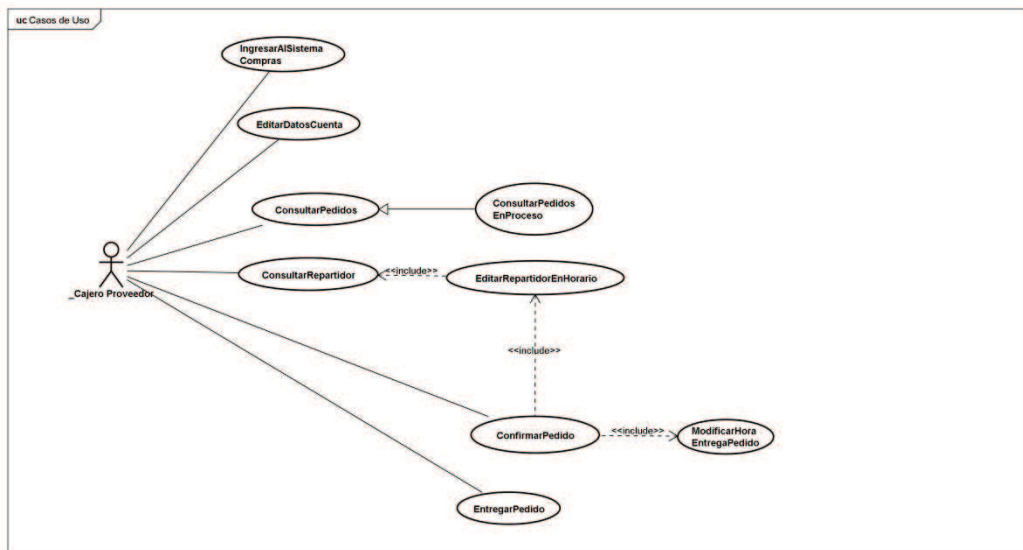 uc Casos de Uso
IngresarAlSistema
Compras
EditarDatosCuenta
ConsultarPedidos
ConsultarPedidos
EnProceso
ConsultarRepartidor
<<include>>
EditarRepartidorEnHorario
_Cajero Proveedor
<<include>>
ConfirmarPedido
<<include>>
ModificarHora
EntregaPedido
EntregarPedido